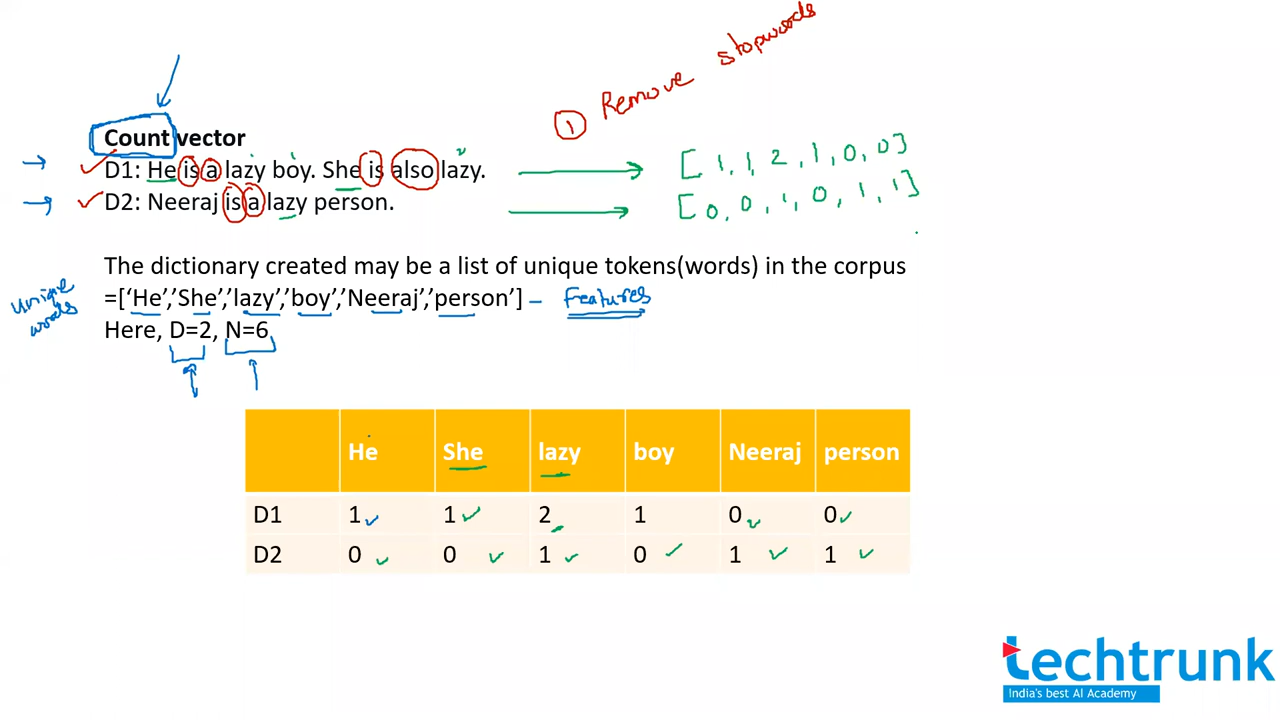 ① Remove stopwords
Count vector
D1: He is a lazy boy. She is also lazy.
[1,1,2,1,0,0]
D2: Neeraj is a lazy person.
[0,0,1,0,1,1]
The dictionary created may be a list of unique tokens(words) in the corpus
unique words
=[‘He’,’She’,’lazy’,’boy’,’Neeraj’,’person’] – Features
Here, D=2, N=6
He She lazy boy Neeraj person
D1 1 1 2 1 0 0
D2 0 0 1 0 1 1
techtrunk
India's best AI Academy